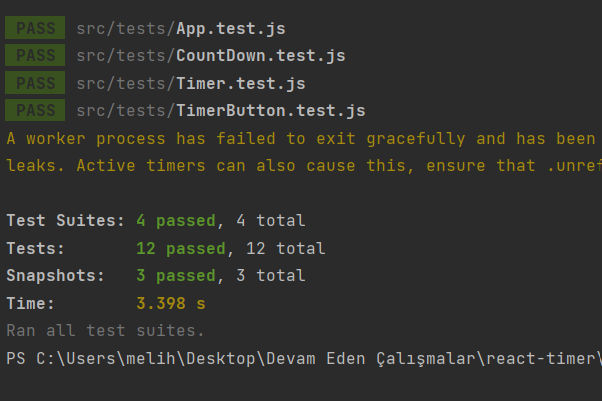 PASS src/tests/App.test.js
PASS src/tests/CountDown.test.js
PASS src/tests/Timer.test.js
PASS src/tests/TimerButton.test.js
A worker process has failed to exit gracefully and has been
leaks. Active timers can also cause this, ensure that .unref
Test Suites: 4 passed, 4 total
Tests: 12 passed, 12 total
Snapshots: 3 passed, 3 total
Time: 3.398 s
Ran all test suites.
PS C:\Users\melih\Desktop\Devam Eden Çalışmalar\react-timer\